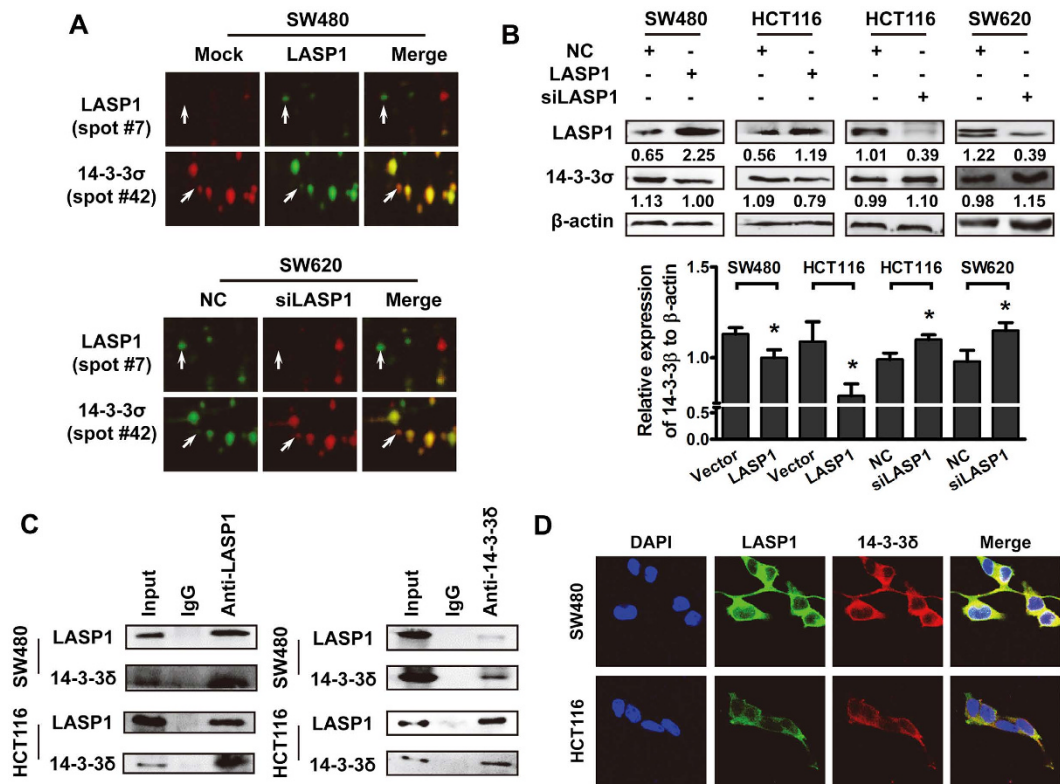 A
SW480
Mock LASP1 Merge
LASP1
(spot #7)
14-3-3σ
(spot #42)
SW620
NC siLASP1 Merge
LASP1
(spot #7)
14-3-3σ
(spot #42)
B
SW480 HCT116 HCT116 SW620
NC + - + - + - + -
LASP1 - + - + - - - -
siLASP1 - - - - - + - +
LASP1
0.65 2.25 0.56 1.19 1.01 0.39 1.22 0.39
14-3-3σ
1.13 1.00 1.09 0.79 0.99 1.10 0.98 1.15
β-actin
Relative expression
of 14-3-3β to β-actin
1.0
0.5
0.0
SW480 HCT116 HCT116 SW620
* * * *
Vector LASP1 Vector LASP1 NC siLASP1 NC siLASP1
C
Input IgG Anti-LASP1
SW480
LASP1
14-3-3δ
HCT116
LASP1
14-3-3δ
Input IgG Anti-14-3-3δ
SW480
LASP1
14-3-3δ
HCT116
LASP1
14-3-3δ
D
DAPI LASP1 14-3-3δ Merge
SW480
HCT116